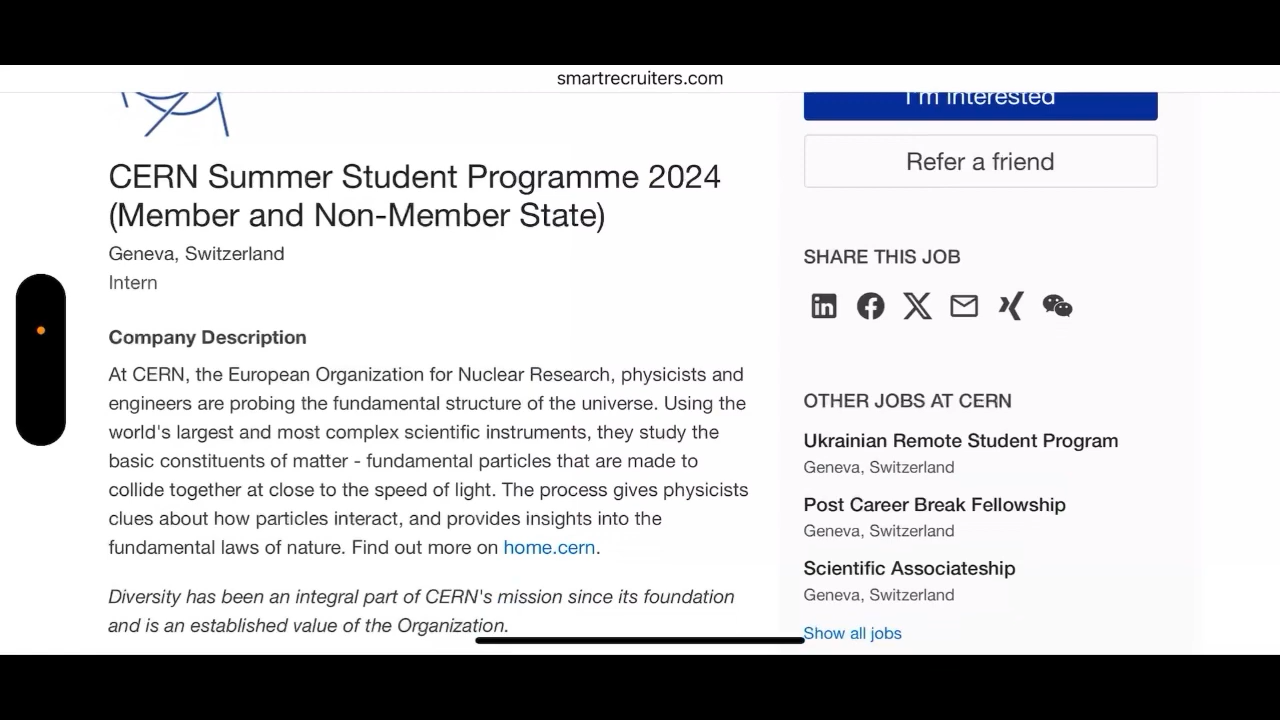 smartrecruiters.com
CERN Summer Student Programme 2024
(Member and Non-Member State)
Geneva, Switzerland
Intern
Company Description
At CERN, the European Organization for Nuclear Research, physicists and
engineers are probing the fundamental structure of the universe. Using the
world's largest and most complex scientific instruments, they study the
basic constituents of matter - fundamental particles that are made to
collide together at close to the speed of light. The process gives physicists
clues about how particles interact, and provides insights into the
fundamental laws of nature. Find out more on home.cern.
Diversity has been an integral part of CERN's mission since its foundation
and is an established value of the Organization.
I'm interested
Refer a friend
SHARE THIS JOB
OTHER JOBS AT CERN
Ukrainian Remote Student Program
Geneva, Switzerland
Post Career Break Fellowship
Geneva, Switzerland
Scientific Associateship
Geneva, Switzerland
Show all jobs